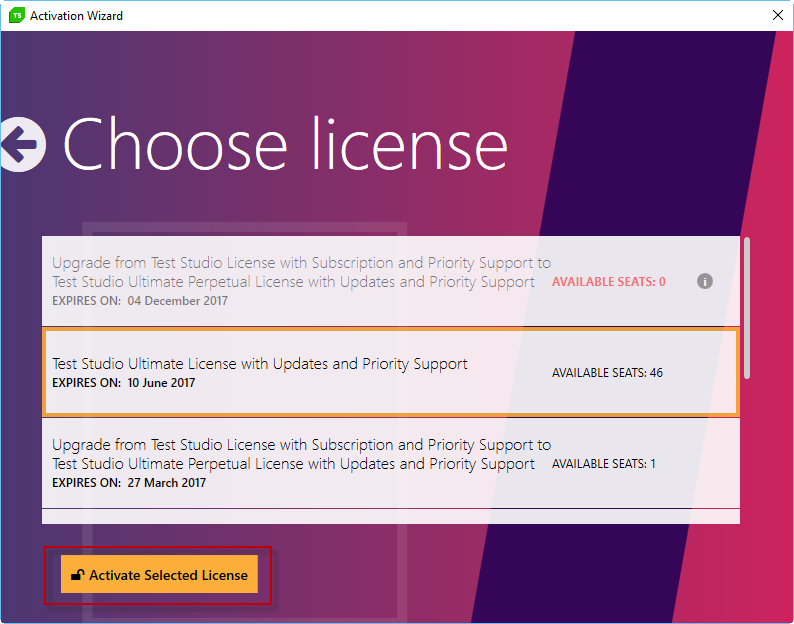 TS Activation Wizard
Choose license
Upgrade from Test Studio License with Subscription and Priority Support to
Test Studio Ultimate Perpetual License with Updates and Priority Support
EXPIRES ON: 04 December 2017
AVAILABLE SEATS: 0
i
Test Studio Ultimate License with Updates and Priority Support
EXPIRES ON: 10 June 2017
AVAILABLE SEATS: 46
Upgrade from Test Studio License with Subscription and Priority Support to
Test Studio Ultimate Perpetual License with Updates and Priority Support
EXPIRES ON: 27 March 2017
AVAILABLE SEATS: 1
Activate Selected License